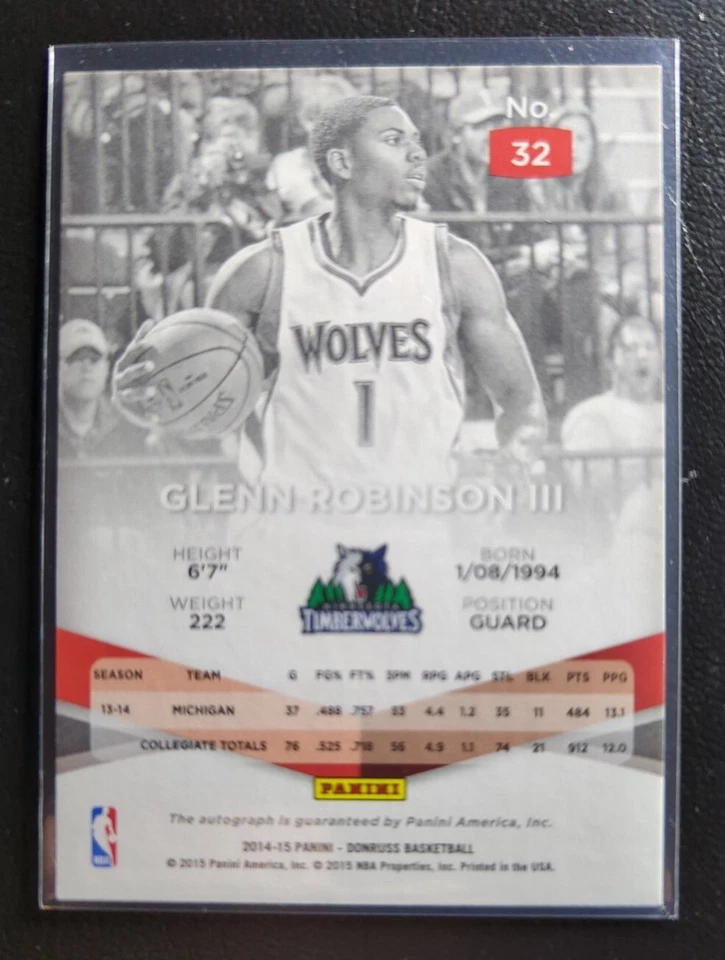 No.
32
WOLVES
1
GLENN ROBINSON III
HEIGHT
6'7"
BORN
1/08/1994
WEIGHT
222
MINNESOTA
TIMBERWOLVES
POSITION
GUARD
SEASON TEAM G FG% FT% 3PM RPG APG STL BLK PTS PPG
13-14 MICHIGAN 37 .488 .757 53 4.4 1.2 35 11 484 13.1
COLLEGIATE TOTALS 76 .525 .718 56 4.9 1.1 74 21 912 12.0
PANINI
The autograph is guaranteed by Panini America, Inc.
NBA
2014-15 PANINI - DONRUSS BASKETBALL
© 2015 Panini America, Inc. © 2015 NBA Properties, Inc. Printed in the USA.